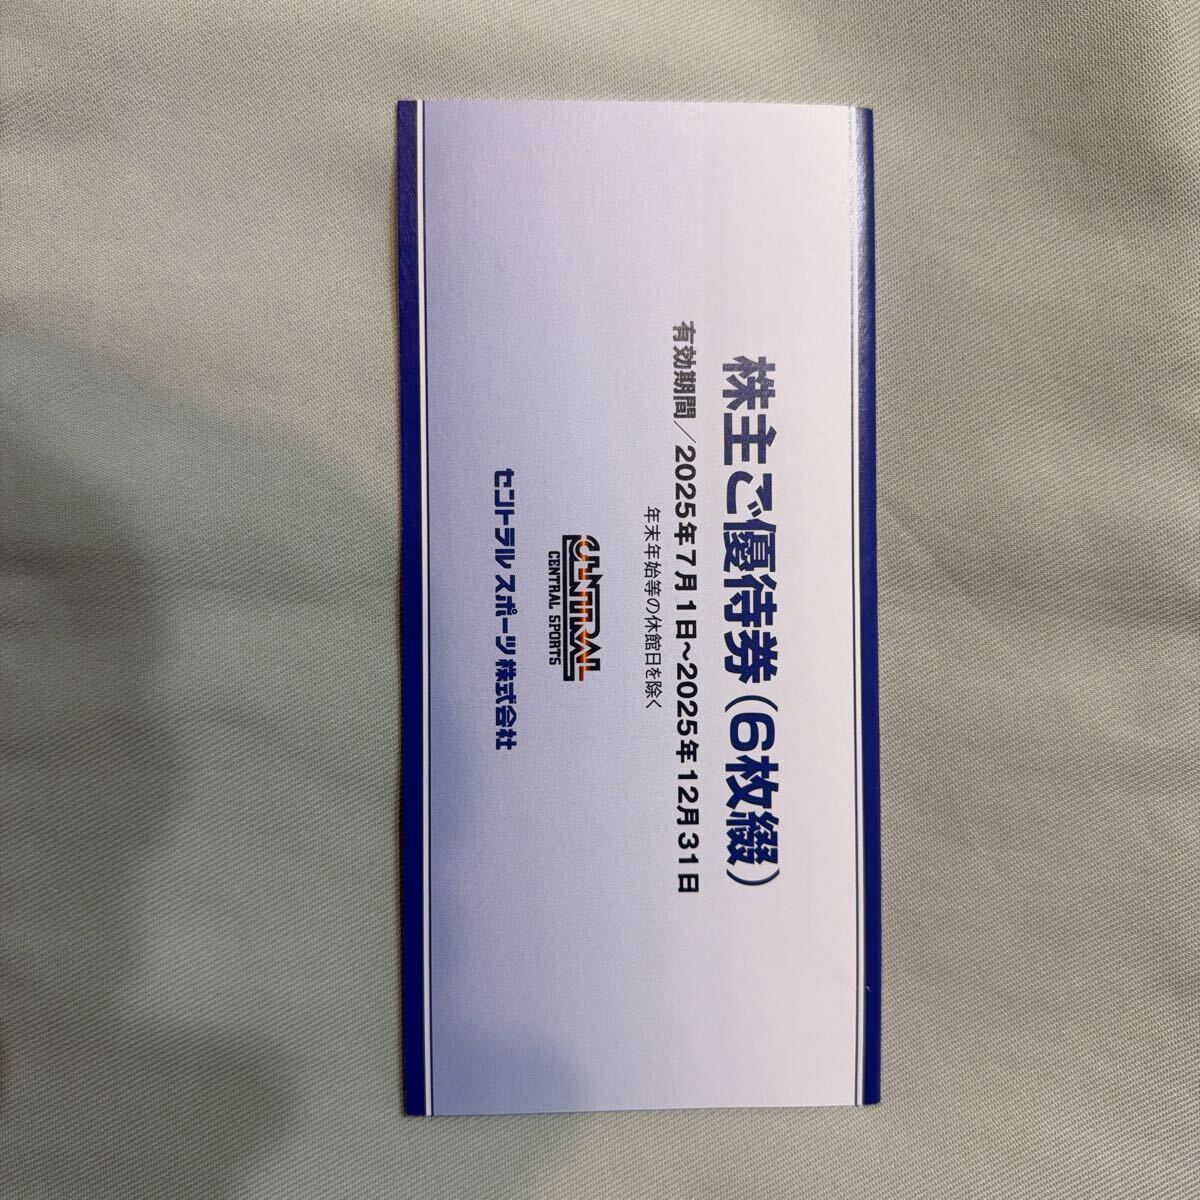 株主ご優待券(6枚綴)
有効期間/2025年7月1日～2025年12月31日
年末年始等の休館日を除く
CENTRAL
CENTRAL SPORTS
セントラルスポーツ株式会社